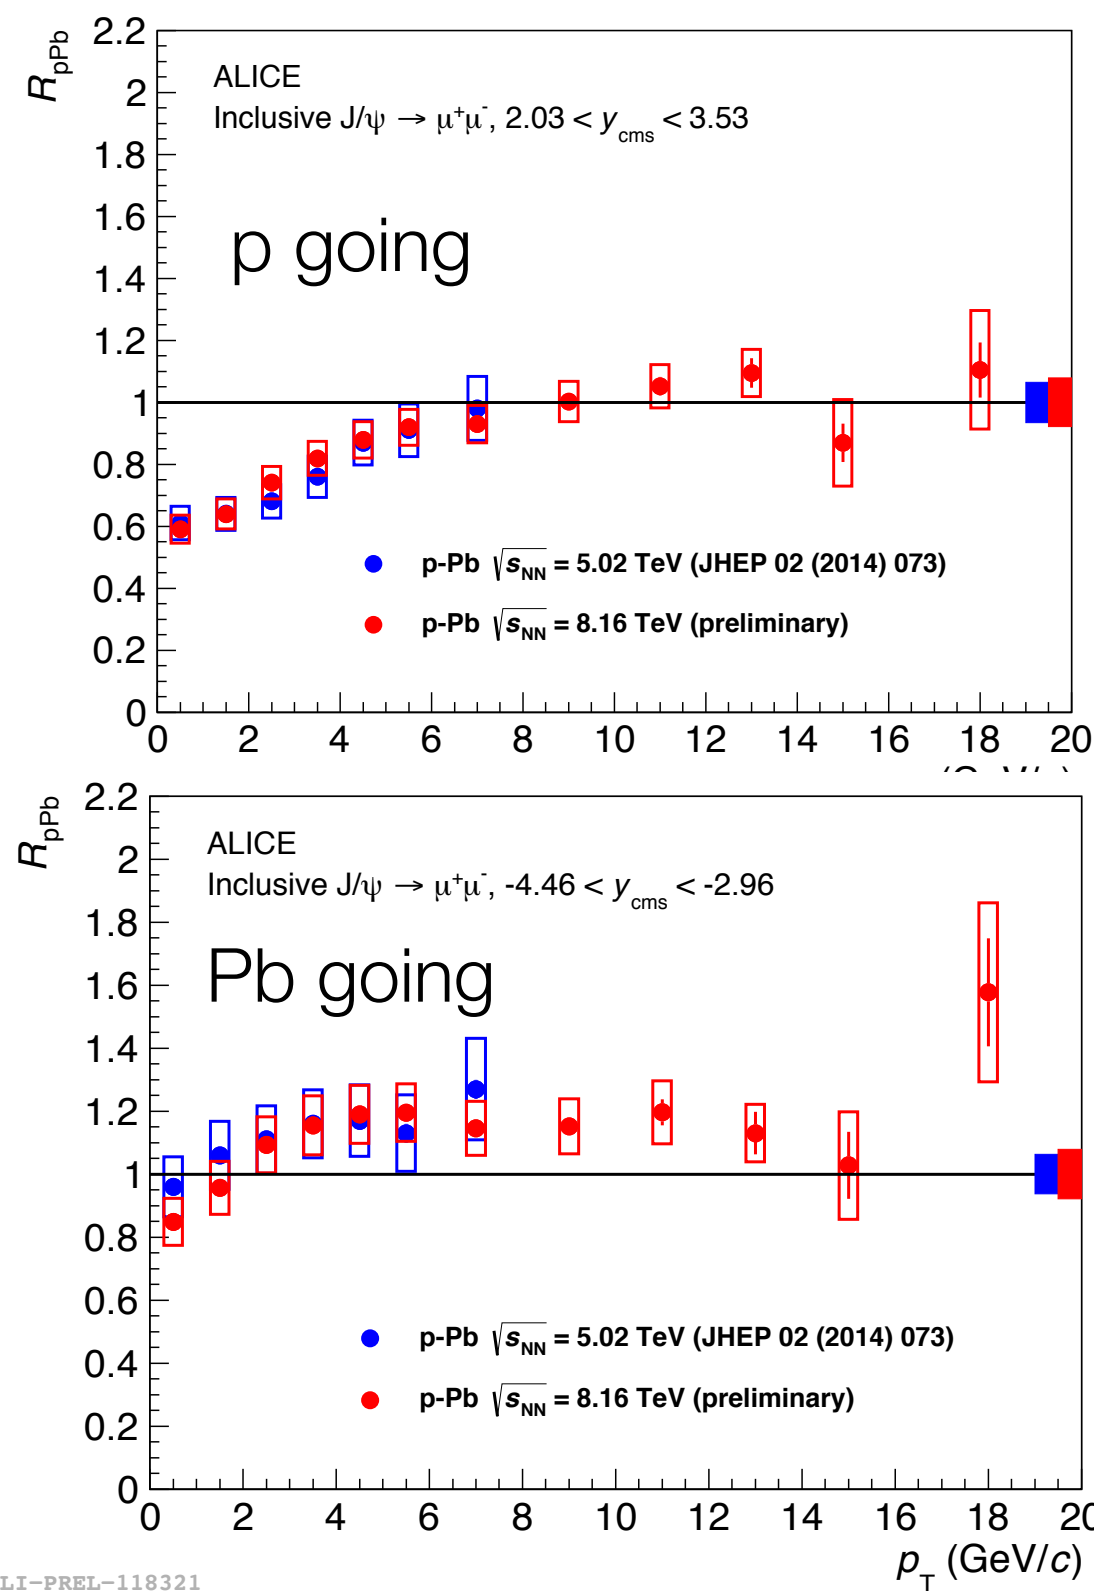 2.2
R_pPb
ALICE
2
Inclusive J/ψ → μ⁺μ⁻, 2.03 < y_cms < 3.53
1.8
1.6
p going
1.4
1.2
1
0.8
0.6
p-Pb √s_NN = 5.02 TeV (JHEP 02 (2014) 073)
0.4
p-Pb √s_NN = 8.16 TeV (preliminary)
0.2
0
0 2 4 6 8 10 12 14 16 18 20
2.2
R_pPb
ALICE
2
Inclusive J/ψ → μ⁺μ⁻, -4.46 < y_cms < -2.96
1.8
Pb going
1.6
1.4
1.2
1
0.8
0.6
p-Pb √s_NN = 5.02 TeV (JHEP 02 (2014) 073)
0.4
p-Pb √s_NN = 8.16 TeV (preliminary)
0.2
0
0 2 4 6 8 10 12 14 16 18 20
p_T (GeV/c)
LI-PREL-118321